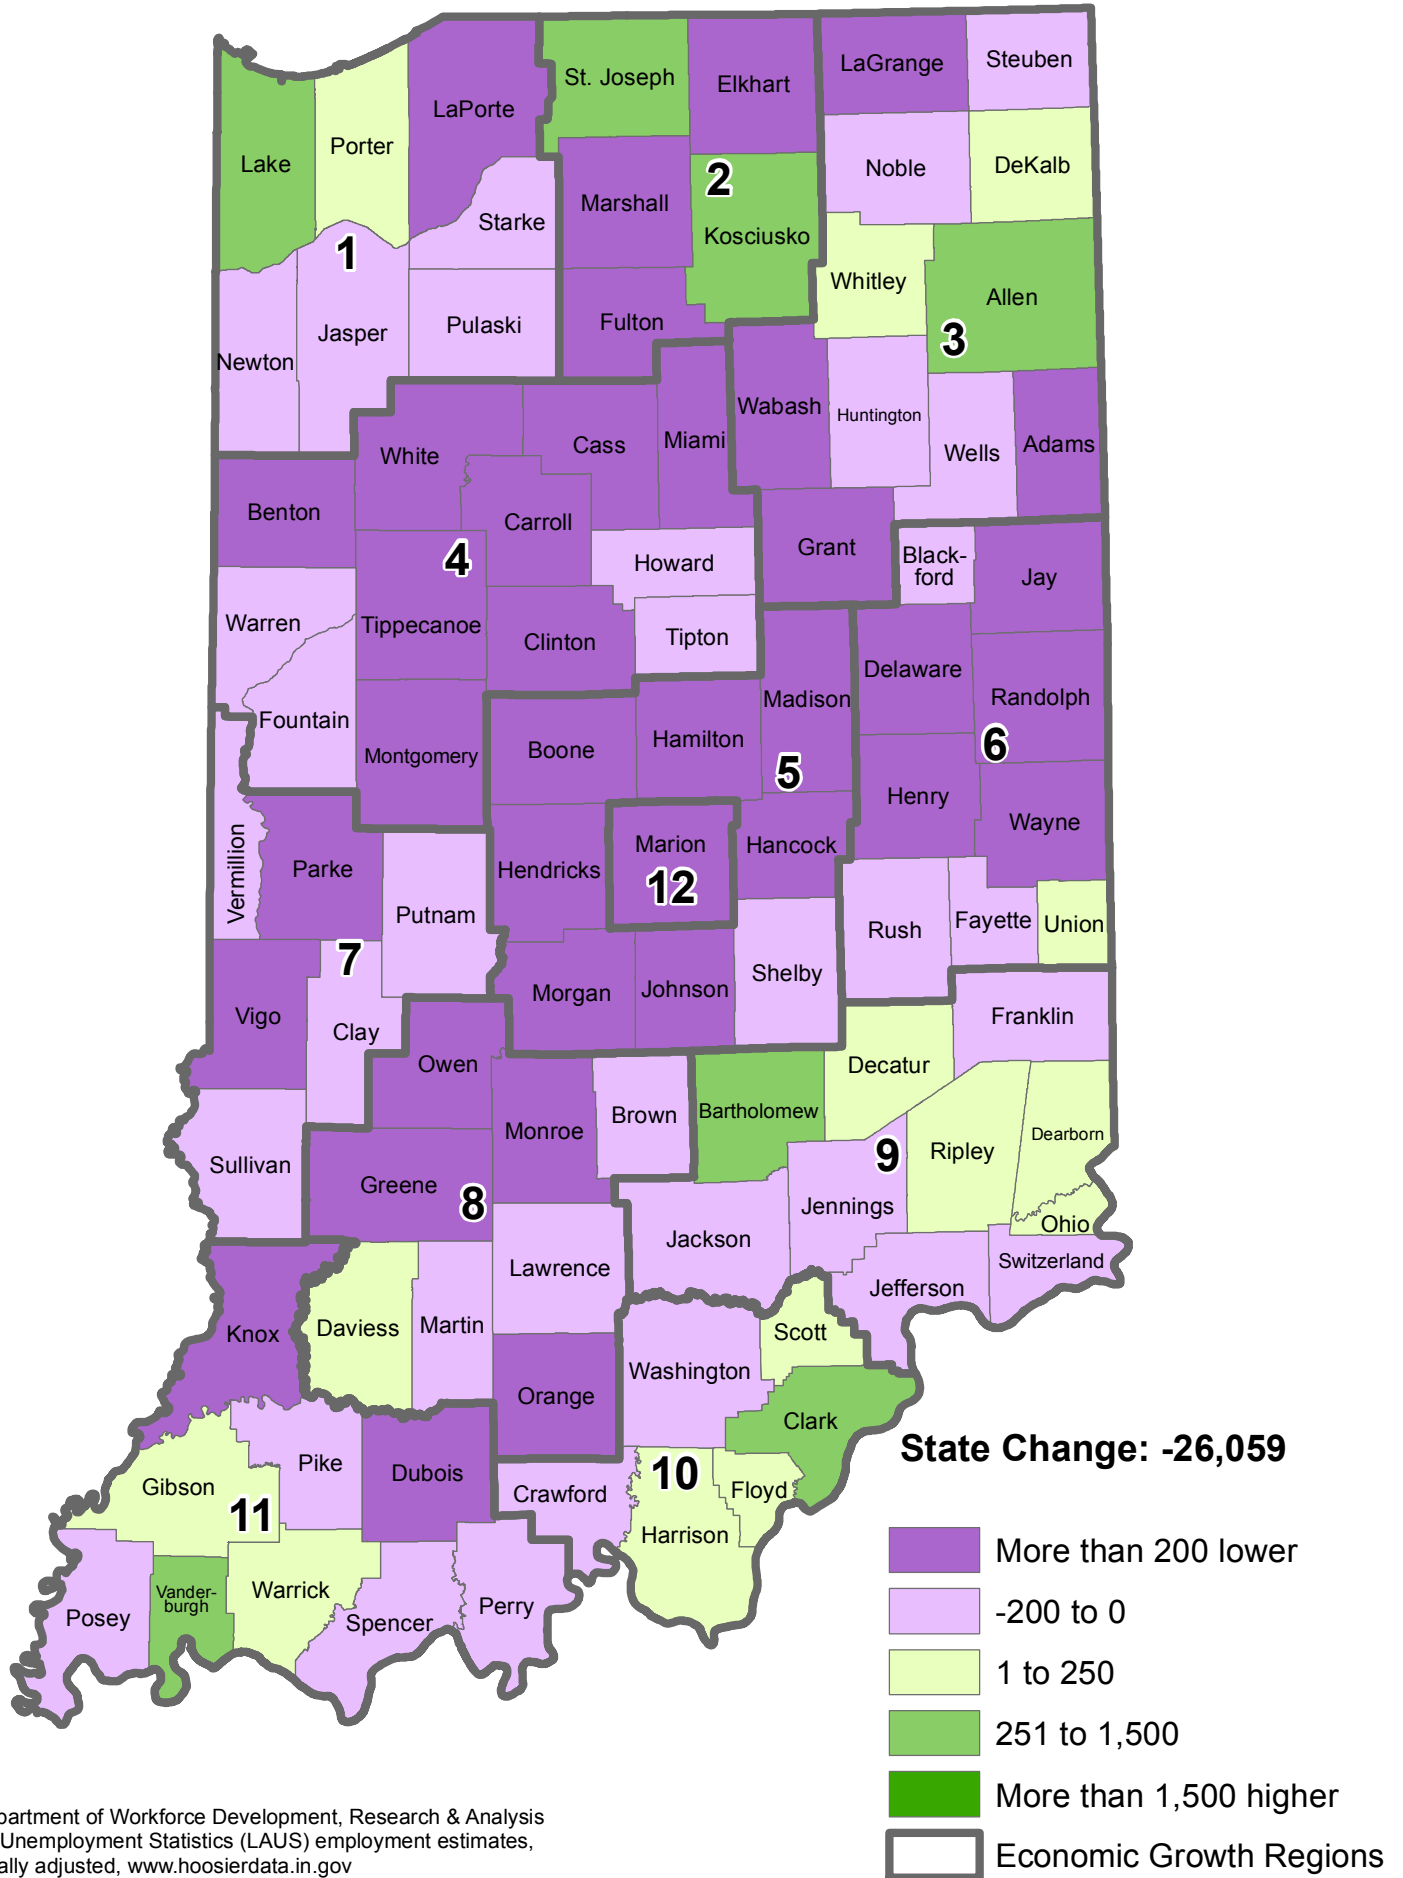 St. Joseph
Elkhart
LaGrange
Steuben
LaPorte
Lake
Porter
Noble
DeKalb
2
Marshall
Starke
Kosciusko
1
Whitley
Allen
Jasper
Pulaski
Fulton
3
Newton
Wabash
Huntington
White
Cass
Miami
Wells
Adams
Benton
Carroll
Grant
4
Howard
Black-
ford
Jay
Warren
Tippecanoe
Clinton
Tipton
Delaware
Randolph
Fountain
Madison
Montgomery
Boone
Hamilton
5
6
Henry
Wayne
Vermillion
Parke
Hendricks
Marion
12
Hancock
Putnam
Rush
Fayette
Union
7
Vigo
Clay
Morgan
Johnson
Shelby
Franklin
Owen
Decatur
Monroe
Brown
Bartholomew
Dearborn
Sullivan
Greene
8
9
Ripley
Jennings
Ohio
Jackson
Lawrence
Switzerland
Jefferson
Knox
Daviess
Martin
Scott
Washington
Orange
Clark
Pike
Dubois
10
Gibson
Crawford
Floyd
11
Harrison
Warrick
Vander-
burgh
Posey
Spencer
Perry
State Change: -26,059
More than 200 lower
-200 to 0
1 to 250
251 to 1,500
More than 1,500 higher
Economic Growth Regions
partment of Workforce Development, Research & Analysis
Unemployment Statistics (LAUS) employment estimates,
ally adjusted, www.hoosierdata.in.gov